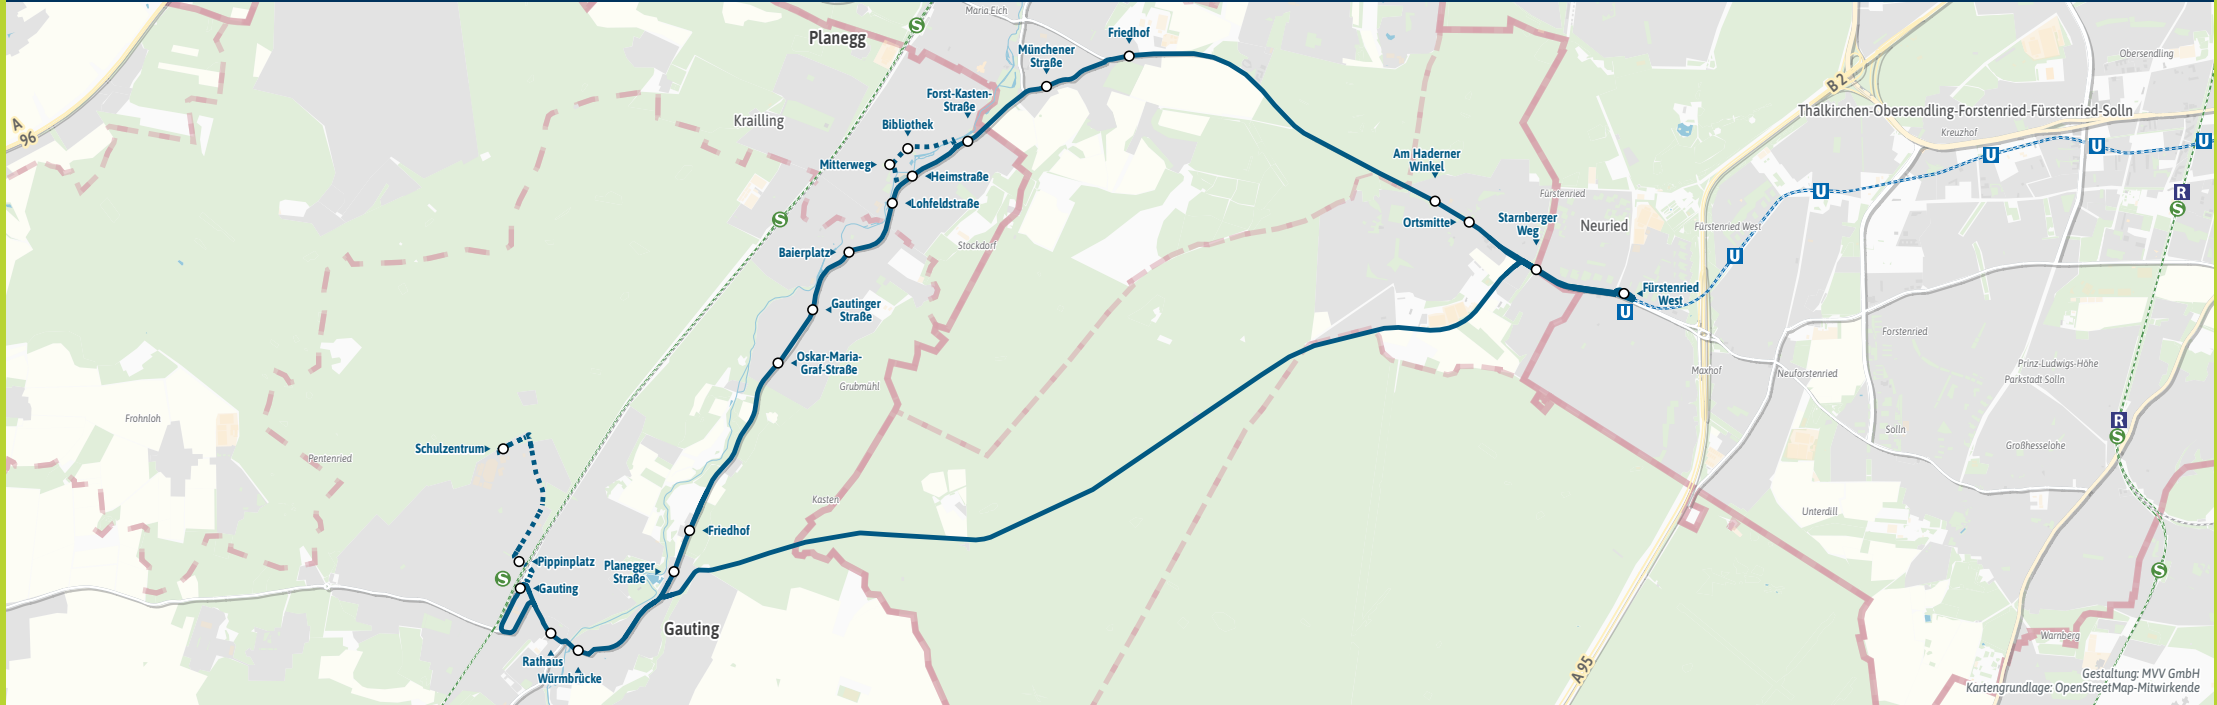 Maria Eich
Planegg
S
Friedhof
Münchener
Straße
Obersendling
B 2
Forst-Kasten-
Straße
Thalkirchen-Obersendling-Forstenried-Fürstenried-Solln
A
96
Kreuzhof
Krailling
Bibliothek
U
U
U
Am Haderner
Winkel
Mitterweg
Heimstraße
R
S
U
Fürstenried
Lohfeldstraße
S
Ortsmitte
Starnberger
Weg
Neuried
Fürstenried West
Stockdorf
Baierplatz
U
Fürstenried
West
U
Gautinger
Straße
Forstenried
Oskar-Maria-
Graf-Straße
Grubmühl
Maxhof
Neuforstenried
Prinz-Ludwigs-Höhe
Parkstadt Solln
Frohnloh
R
S
Solln
Großhesselohe
Schulzentrum
Pentenried
Kasten
Unterdill
Friedhof
Pippinplatz
Planegger
Straße
S
Gauting
S
Gauting
Rathaus
Würmbrücke
Warnberg
A 95
Gestaltung: MVV GmbH
Kartengrundlage: OpenStreetMap-Mitwirkende